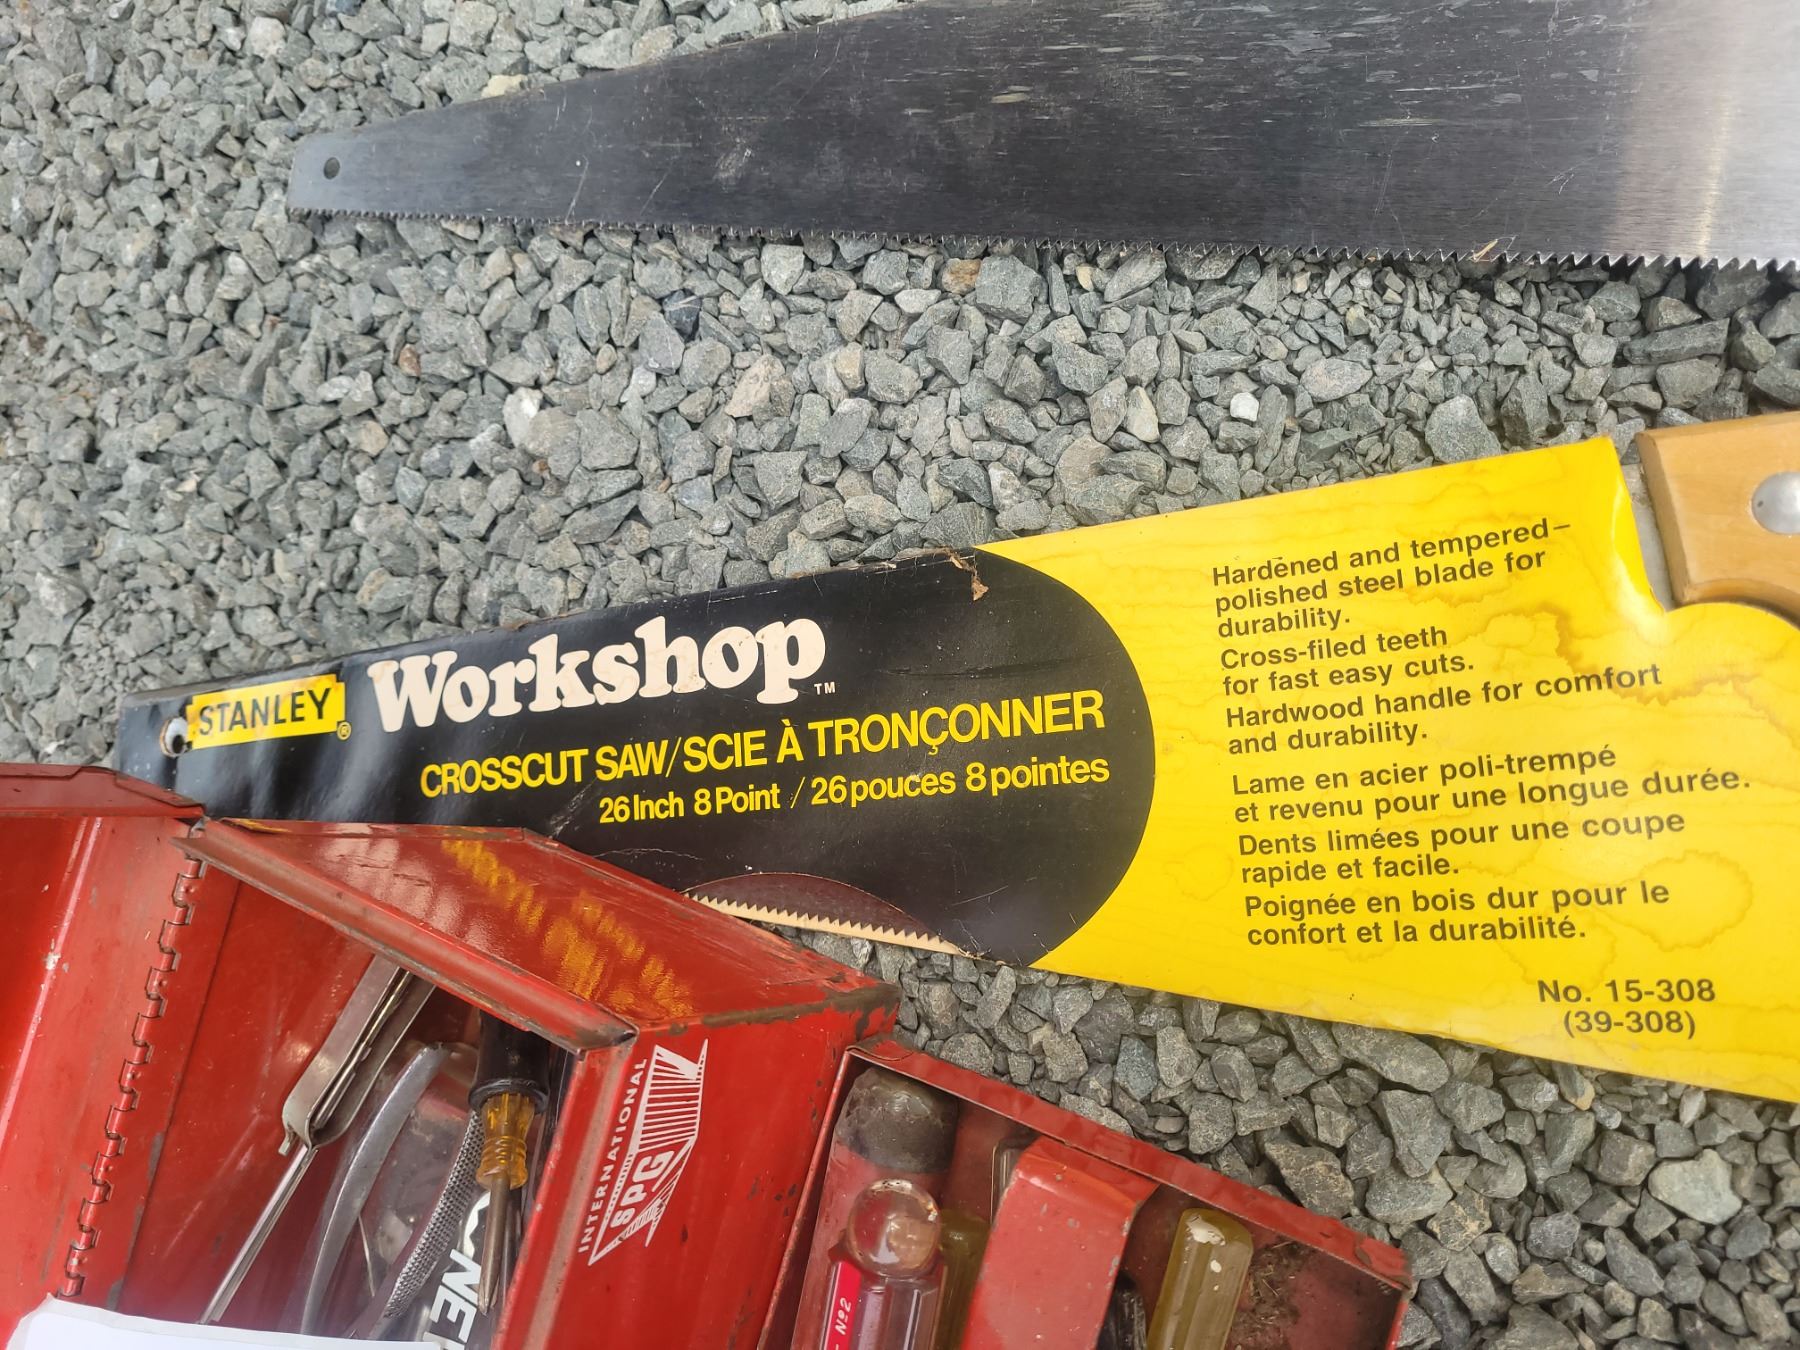 STANLEY®
Workshop™
CROSSCUT SAW/SCIE À TRONÇONNER
26 Inch 8 Point / 26 pouces 8 pointes
Hardened and tempered–
polished steel blade for
durability.
Cross-filed teeth
for fast easy cuts.
Hardwood handle for comfort
and durability.
Lame en acier poli-trempé
et revenu pour une longue durée.
Dents limées pour une coupe
rapide et facile.
Poignée en bois dur pour le
confort et la durabilité.
No. 15-308
(39-308)
INTERNATIONAL
SPG
Nº2